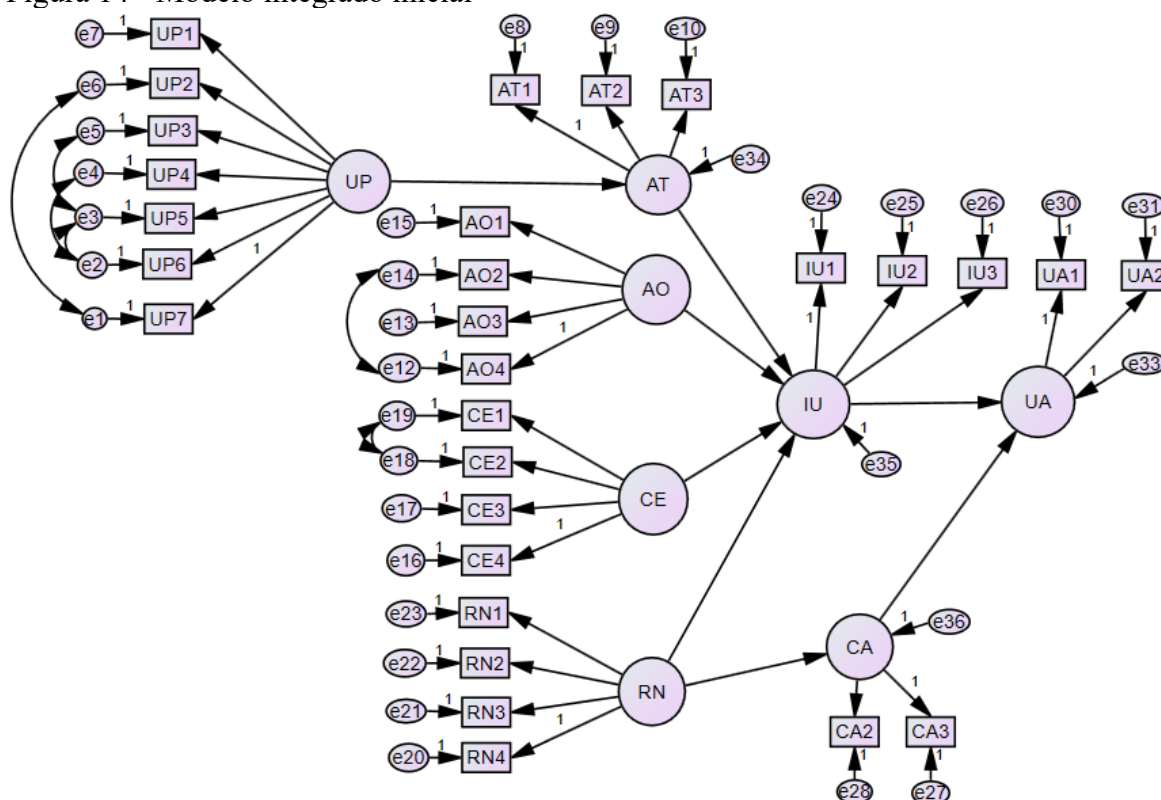 Figura 14 - Modelo integrado inicial
e7 1 UP1
e6 1 UP2
e5 1 UP3
e4 1 UP4
e3 1 UP5
e2 1 UP6
e1 1 UP7
1
UP
e8 e9 e10
1 1 1
AT1 AT2 AT3
1
AT
1 e34
e15 1 AO1
e14 1 AO2
e13 1 AO3
e12 1 AO4
1
AO
e19 1 CE1
e18 1 CE2
e17 1 CE3
e16 1 CE4
1
CE
e23 1 RN1
e22 1 RN2
e21 1 RN3
e20 1 RN4
1
RN
e24 e25 e26 e30 e31
1 1 1 1 1
IU1 IU2 IU3 UA1 UA2
1 1
IU
1 e35
UA
1 e33
CA
1 e36
1
CA2 CA3
1 1
e28 e27